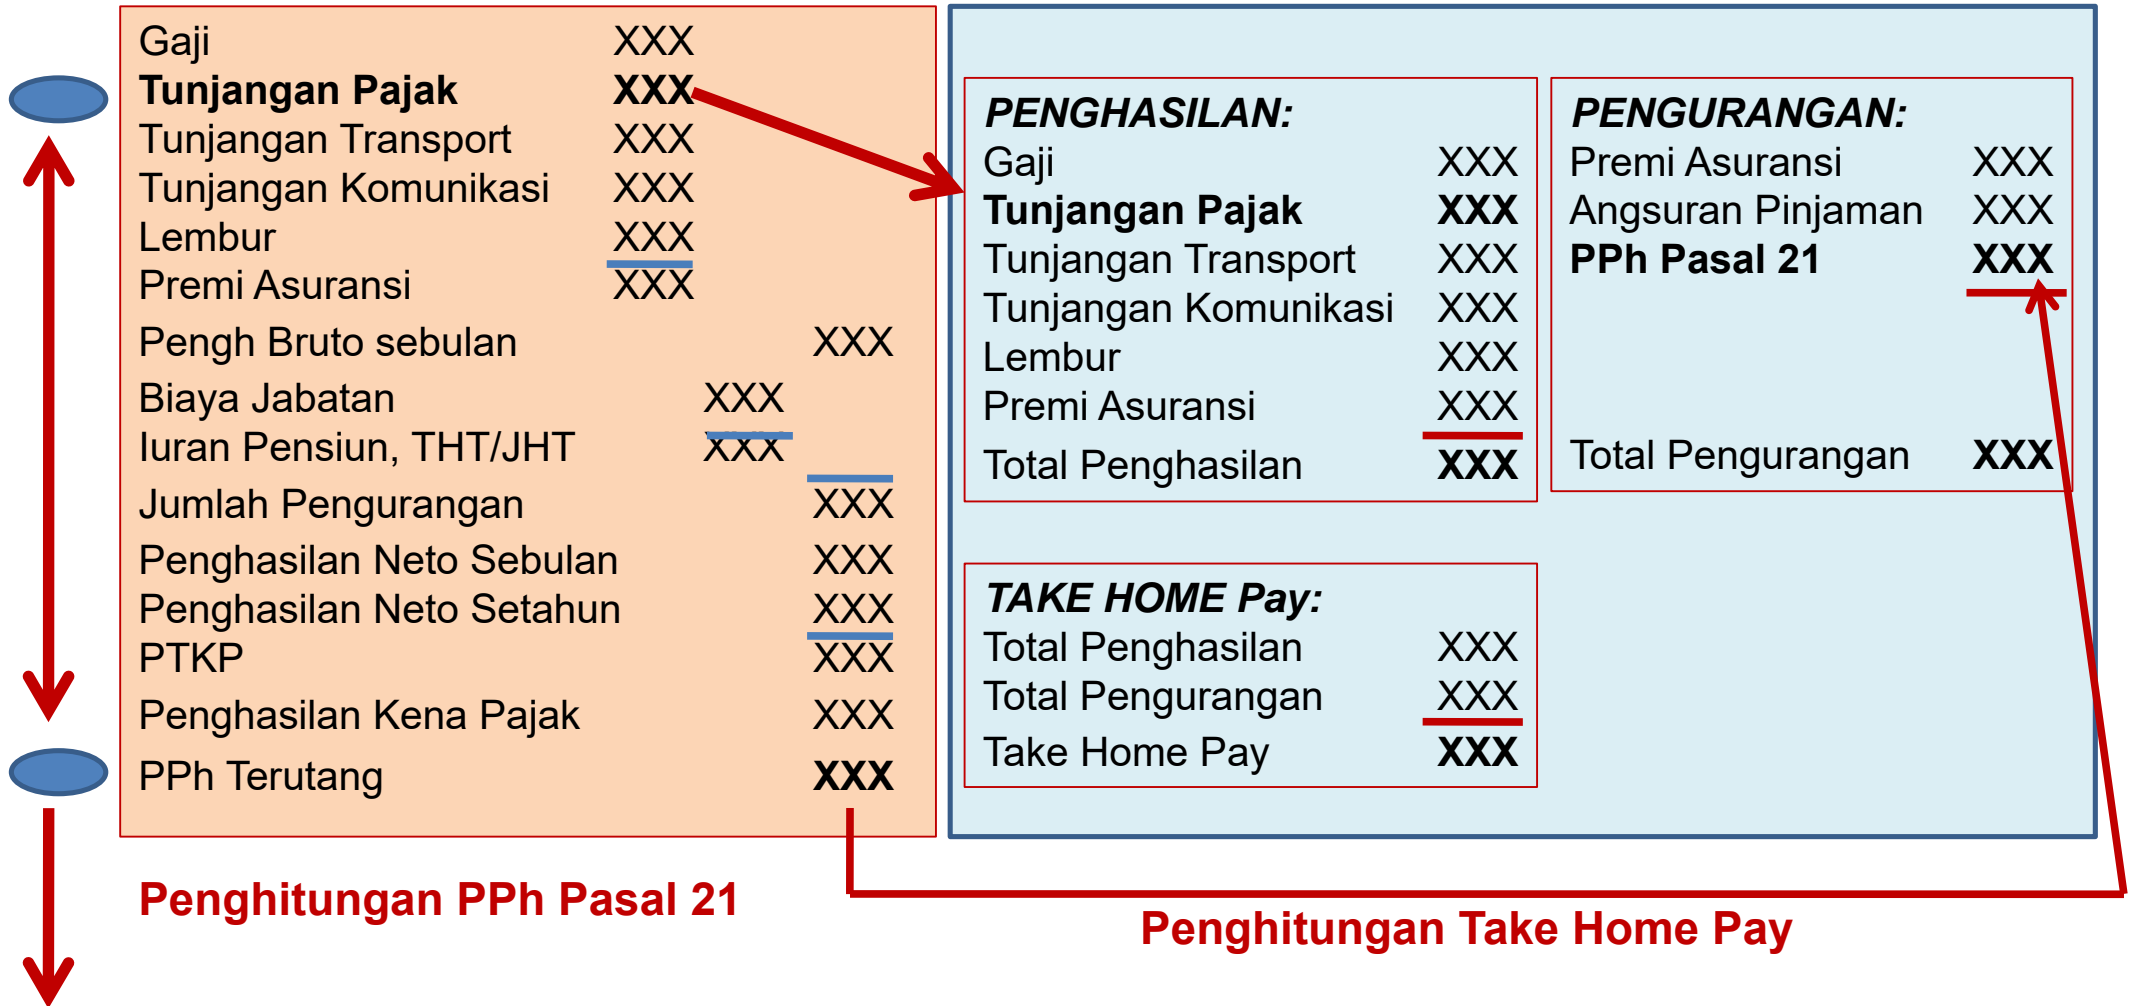 Gaji XXX
Tunjangan Pajak XXX
Tunjangan Transport XXX
Tunjangan Komunikasi XXX
Lembur XXX
Premi Asuransi XXX
Pengh Bruto sebulan XXX
Biaya Jabatan XXX
Iuran Pensiun, THT/JHT XXX
Jumlah Pengurangan XXX
Penghasilan Neto Sebulan XXX
Penghasilan Neto Setahun XXX
PTKP XXX
Penghasilan Kena Pajak XXX
PPh Terutang XXX
Penghitungan PPh Pasal 21
PENGHASILAN:
Gaji XXX
Tunjangan Pajak XXX
Tunjangan Transport XXX
Tunjangan Komunikasi XXX
Lembur XXX
Premi Asuransi XXX
Total Penghasilan XXX
PENGURANGAN:
Premi Asuransi XXX
Angsuran Pinjaman XXX
PPh Pasal 21 XXX
Total Pengurangan XXX
TAKE HOME Pay:
Total Penghasilan XXX
Total Pengurangan XXX
Take Home Pay XXX
Penghitungan Take Home Pay